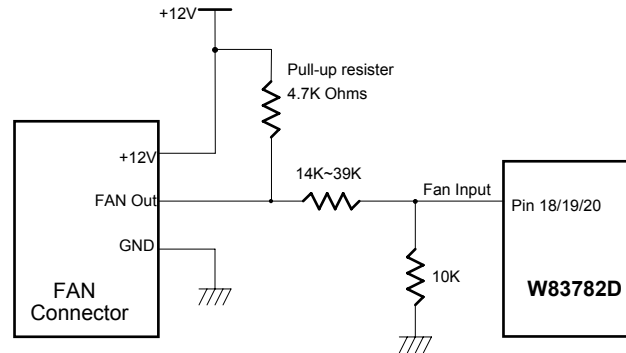 +12V
Pull-up resister
4.7K Ohms
+12V
14K~39K
FAN Out
Fan Input
Pin 18/19/20
GND
10K
W83782D
FAN
Connector